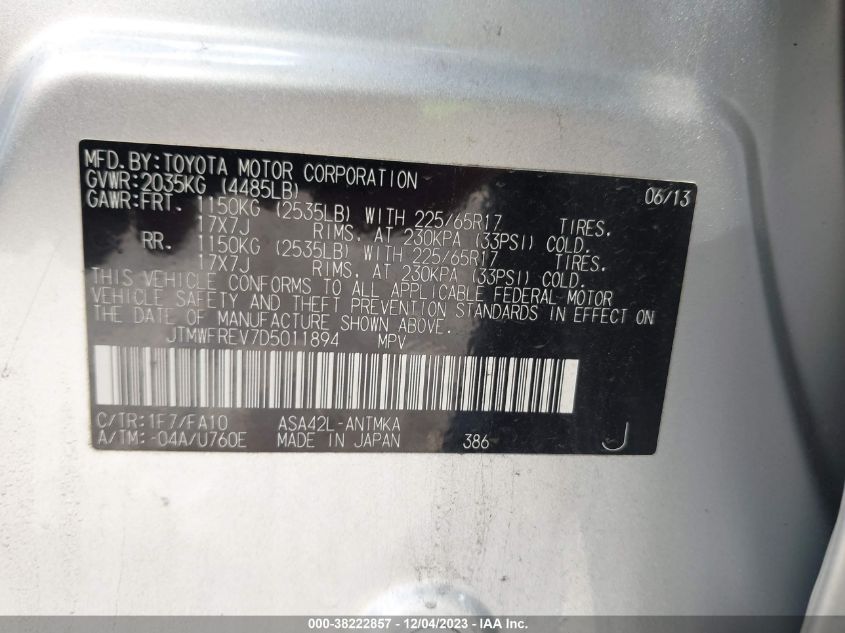 MFD. BY: TOYOTA MOTOR CORPORATION 06/13
GVWR: 2035KG (4485LB)
GAWR: FRT. 1150KG (2535LB) WITH 225/65R17 TIRES.
17X7J RIMS. AT 230KPA (33PSI) COLD.
RR. 1150KG (2535LB) WITH 225/65R17 TIRES.
17X7J RIMS. AT 230KPA (33PSI) COLD.
THIS VEHICLE CONFORMS TO ALL APPLICABLE FEDERAL MOTOR
VEHICLE SAFETY AND THEFT PREVENTION STANDARDS IN EFFECT ON
THE DATE OF MANUFACTURE SHOWN ABOVE.
JTMWFREV7D5011894 MPV
C/TR: 1F7/FA10 ASA42L-ANTMKA
A/TM: -04A/U760E MADE IN JAPAN 386 J
000-38222857 - 12/04/2023 - IAA Inc.